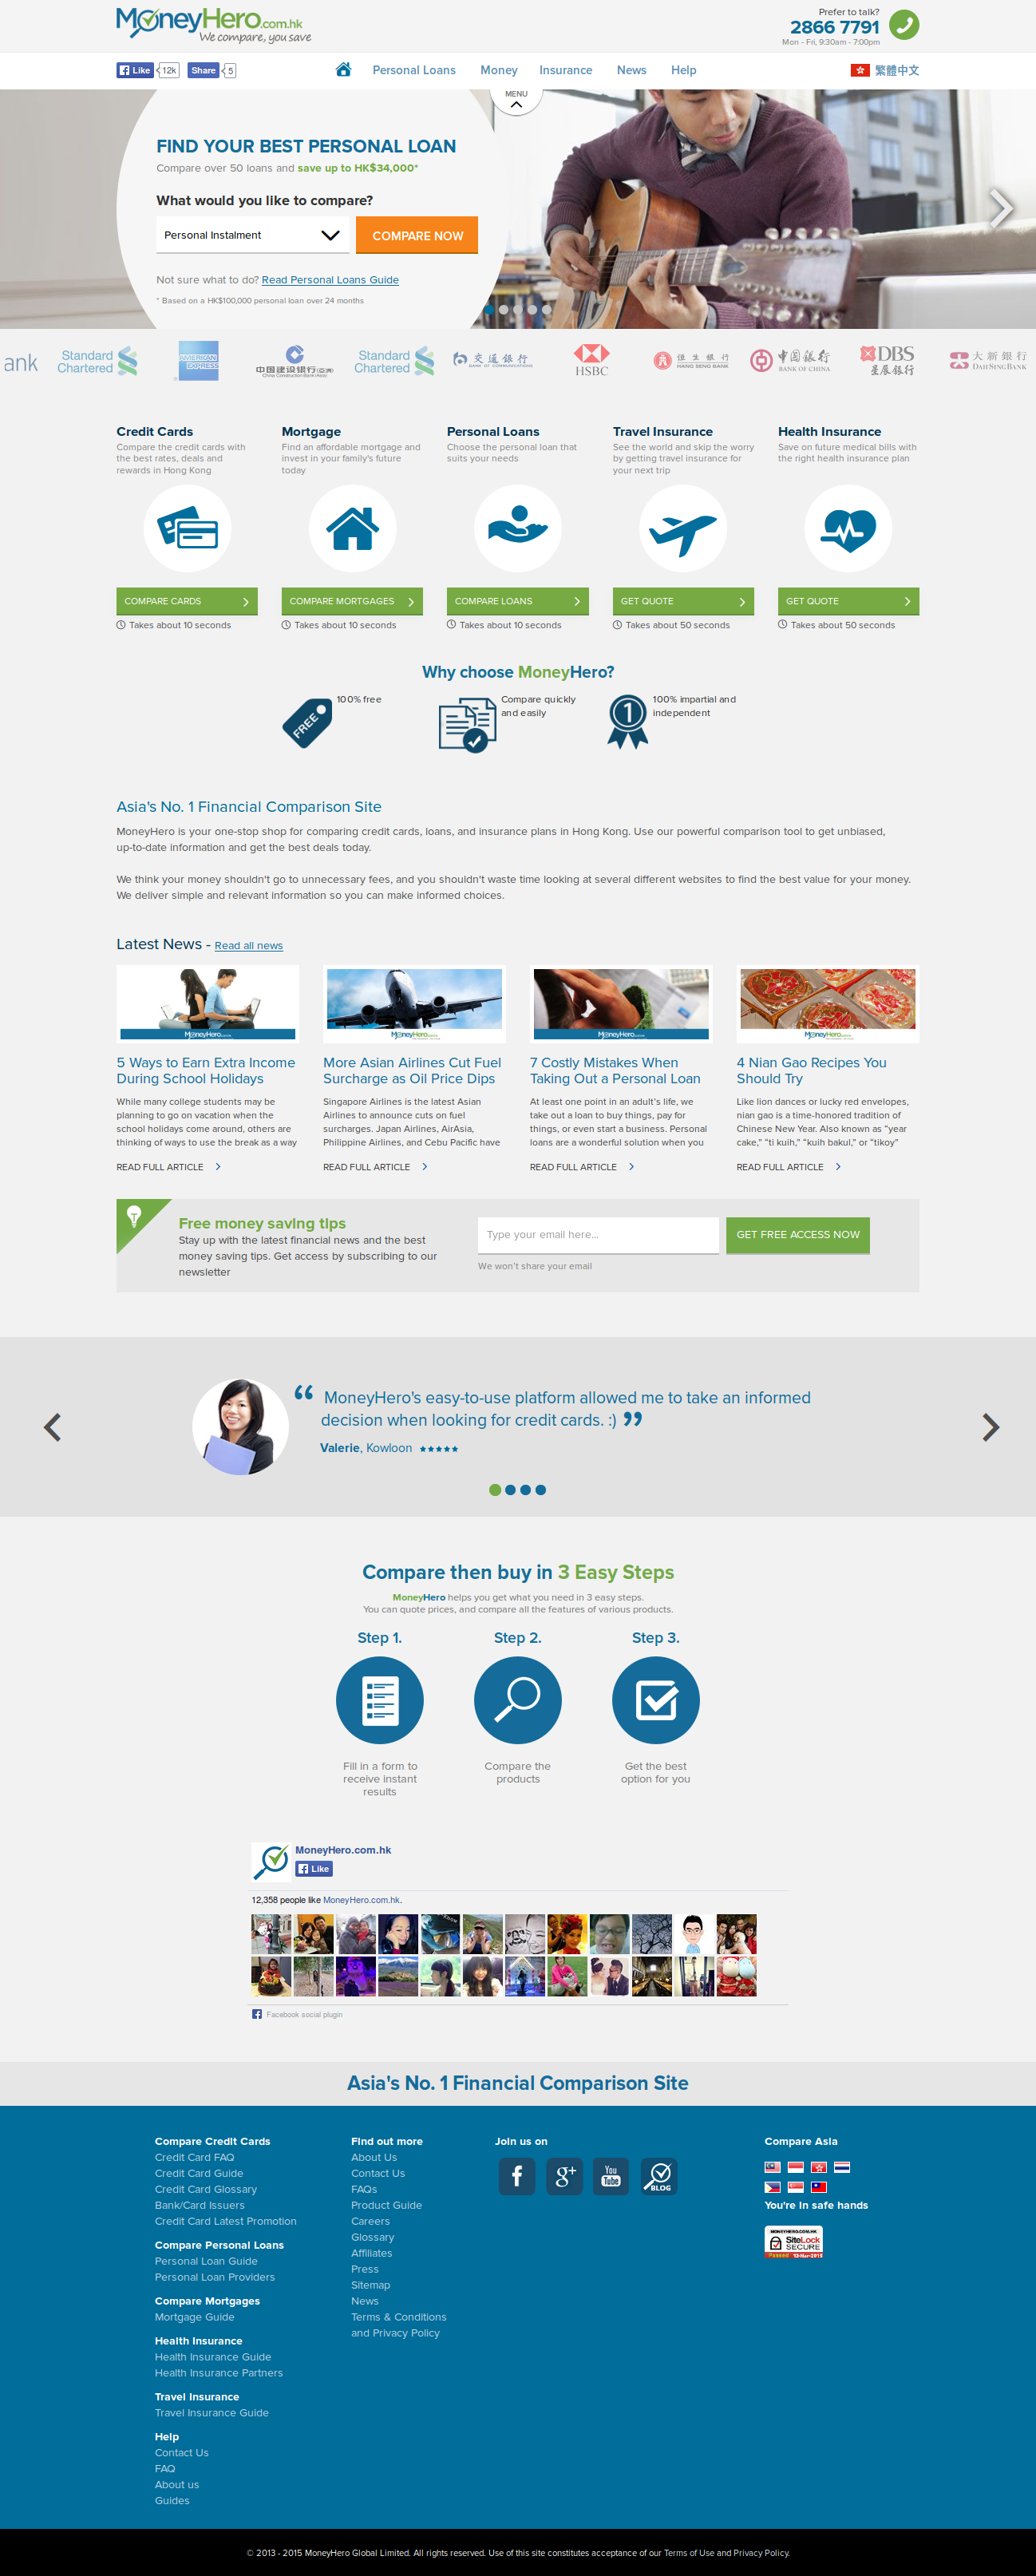 MoneyHero.com.hk
We compare, you save
Prefer to talk?
2866 7791
Mon - Fri, 9:30am - 7:00pm
Like 12k Share 5
Personal Loans Money Insurance News Help
繁體中文
MENU
FIND YOUR BEST PERSONAL LOAN
Compare over 50 loans and save up to HK$34,000*
What would you like to compare?
Personal Instalment
COMPARE NOW
Not sure what to do? Read Personal Loans Guide
* Based on a HK$100,000 personal loan over 24 months
ank
Standard Chartered
AMERICAN EXPRESS
中国建设银行(亞洲)
China Construction Bank (Asia)
Standard Chartered
交通銀行
BANK OF COMMUNICATIONS
HSBC
恒生銀行
HANG SENG BANK
中國銀行
BANK OF CHINA
DBS
星展銀行
大新銀行
DAH SING BANK
Credit Cards
Compare the credit cards with
the best rates, deals and
rewards in Hong Kong
COMPARE CARDS
Takes about 10 seconds
Mortgage
Find an affordable mortgage and
invest in your family's future
today
COMPARE MORTGAGES
Takes about 10 seconds
Personal Loans
Choose the personal loan that
suits your needs
COMPARE LOANS
Takes about 10 seconds
Travel Insurance
See the world and skip the worry
by getting travel insurance for
your next trip
GET QUOTE
Takes about 50 seconds
Health Insurance
Save on future medical bills with
the right health insurance plan
GET QUOTE
Takes about 50 seconds
Why choose MoneyHero?
FREE
100% free
Compare quickly
and easily
1
100% impartial and
independent
Asia's No. 1 Financial Comparison Site
MoneyHero is your one-stop shop for comparing credit cards, loans, and insurance plans in Hong Kong. Use our powerful comparison tool to get unbiased,
up-to-date information and get the best deals today.
We think your money shouldn't go to unnecessary fees, and you shouldn't waste time looking at several different websites to find the best value for your money.
We deliver simple and relevant information so you can make informed choices.
Latest News - Read all news
MoneyHero
5 Ways to Earn Extra Income
During School Holidays
While many college students may be
planning to go on vacation when the
school holidays come around, others are
thinking of ways to use the break as a way
READ FULL ARTICLE
MoneyHero
More Asian Airlines Cut Fuel
Surcharge as Oil Price Dips
Singapore Airlines is the latest Asian
Airlines to announce cuts on fuel
surcharges. Japan Airlines, AirAsia,
Philippine Airlines, and Cebu Pacific have
READ FULL ARTICLE
MoneyHero
7 Costly Mistakes When
Taking Out a Personal Loan
At least one point in an adult's life, we
take out a loan to buy things, pay for
things, or even start a business. Personal
loans are a wonderful solution when you
READ FULL ARTICLE
MoneyHero
4 Nian Gao Recipes You
Should Try
Like lion dances or lucky red envelopes,
nian gao is a time-honored tradition of
Chinese New Year. Also known as “year
cake,” “ti kuih,” “kuih bakul,” or “tikoy”
READ FULL ARTICLE
Free money saving tips
Stay up with the latest financial news and the best
money saving tips. Get access by subscribing to our
newsletter
Type your email here...
GET FREE ACCESS NOW
We won't share your email
“ MoneyHero's easy-to-use platform allowed me to take an informed
decision when looking for credit cards. :) ”
Valerie, Kowloon ★★★★★
Compare then buy in 3 Easy Steps
MoneyHero helps you get what you need in 3 easy steps.
You can quote prices, and compare all the features of various products.
Step 1.
Fill in a form to
receive instant
results
Step 2.
Compare the
products
Step 3.
Get the best
option for you
MoneyHero.com.hk
Like
12,358 people like MoneyHero.com.hk.
Facebook social plugin
Asia's No. 1 Financial Comparison Site
Compare Credit Cards
Credit Card FAQ
Credit Card Guide
Credit Card Glossary
Bank/Card Issuers
Credit Card Latest Promotion
Compare Personal Loans
Personal Loan Guide
Personal Loan Providers
Compare Mortgages
Mortgage Guide
Health Insurance
Health Insurance Guide
Health Insurance Partners
Travel Insurance
Travel Insurance Guide
Help
Contact Us
FAQ
About us
Guides
Find out more
About Us
Contact Us
FAQs
Product Guide
Careers
Glossary
Affiliates
Press
Sitemap
News
Terms & Conditions
and Privacy Policy
Join us on
f
g+
You Tube
BLOG
Compare Asia
You're In safe hands
MONEYHERO.COM.HK
SiteLock
SECURE
Passed 13-Mar-2015
© 2013 - 2015 MoneyHero Global Limited. All rights reserved. Use of this site constitutes acceptance of our Terms of Use and Privacy Policy.